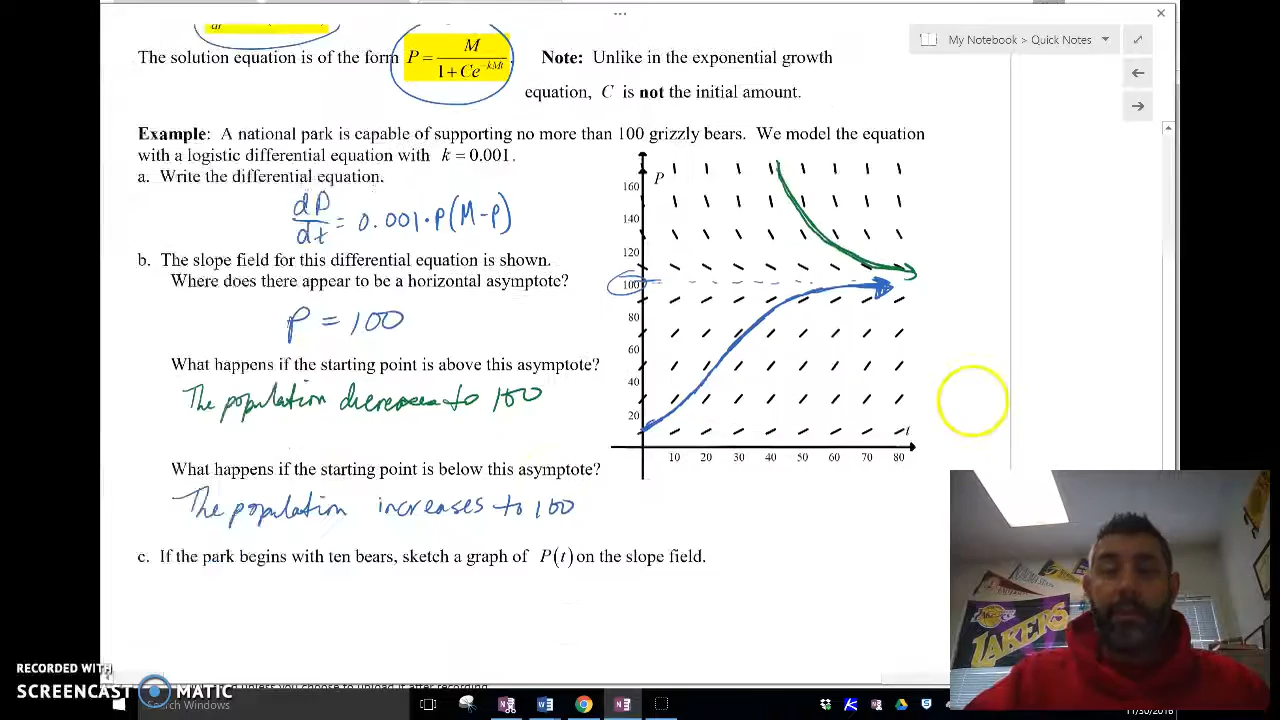 ...
My Notebook > Quick Notes
The solution equation is of the form P = M / 1 + Ce^-kMt . Note: Unlike in the exponential growth
equation, C is not the initial amount.
Example: A national park is capable of supporting no more than 100 grizzly bears. We model the equation
with a logistic differential equation with k = 0.001.
a. Write the differential equation.
dP/dt = 0.001·P(M-P)
b. The slope field for this differential equation is shown.
Where does there appear to be a horizontal asymptote?
P = 100
What happens if the starting point is above this asymptote?
The population decreases to 100
What happens if the starting point is below this asymptote?
The population increases to 100
c. If the park begins with ten bears, sketch a graph of P(t) on the slope field.
P
160
140
120
100
80
60
40
20
t
10 20 30 40 50 60 70 80
LAKERS
RECORDED WITH
SCREENCAST MATIC
Search Windows
11/30/2016